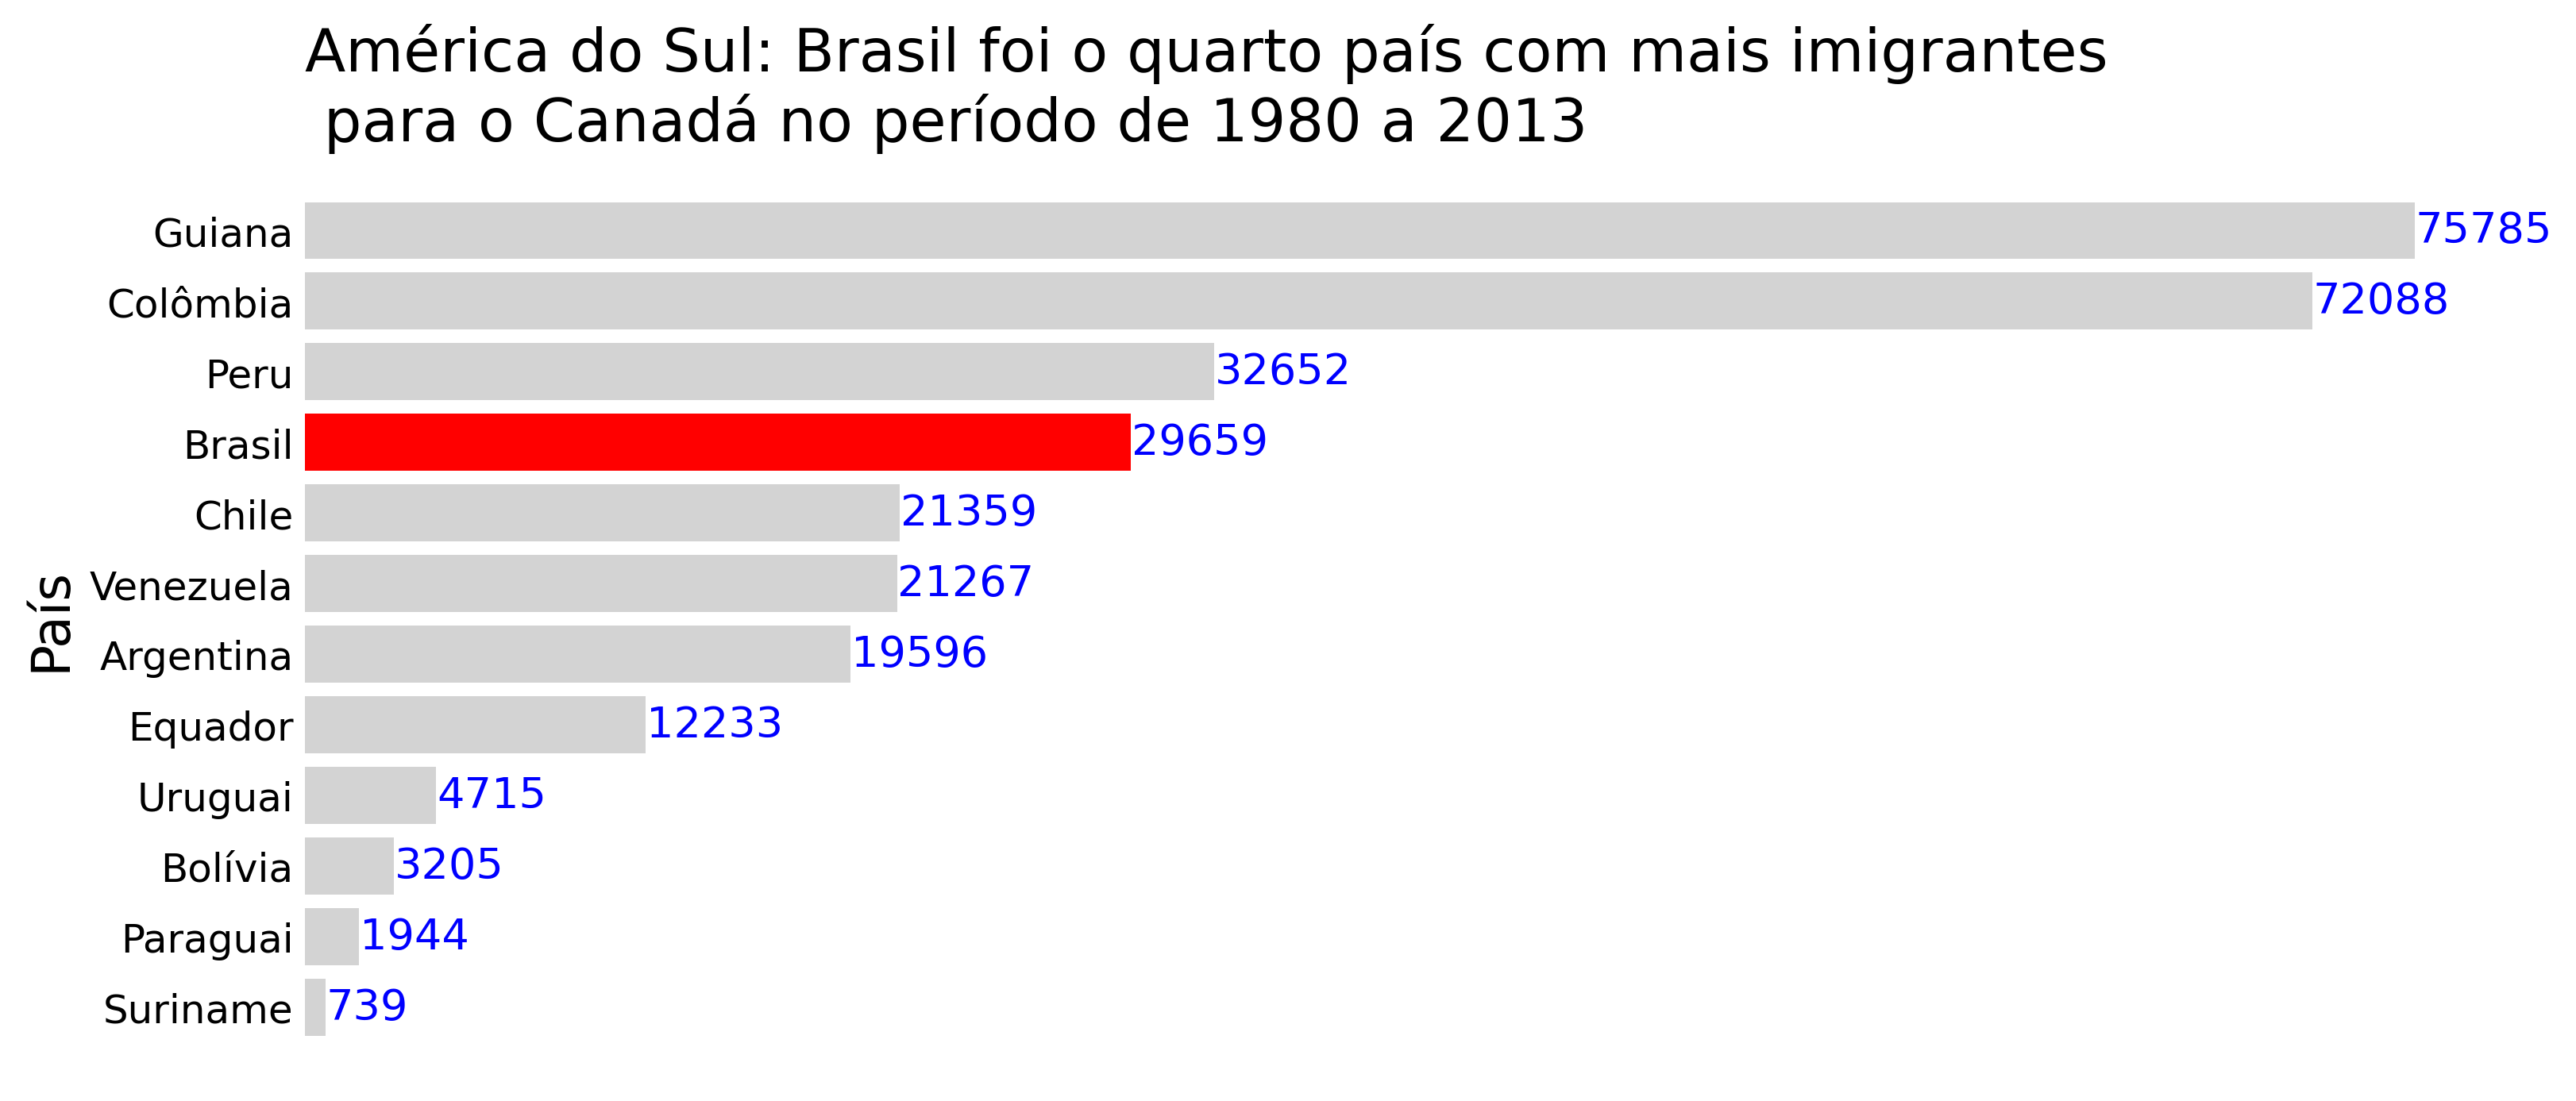 América do Sul: Brasil foi o quarto país com mais imigrantes
para o Canadá no período de 1980 a 2013
País
Guiana 75785
Colômbia 72088
Peru 32652
Brasil 29659
Chile 21359
Venezuela 21267
Argentina 19596
Equador 12233
Uruguai 4715
Bolívia 3205
Paraguai 1944
Suriname 739